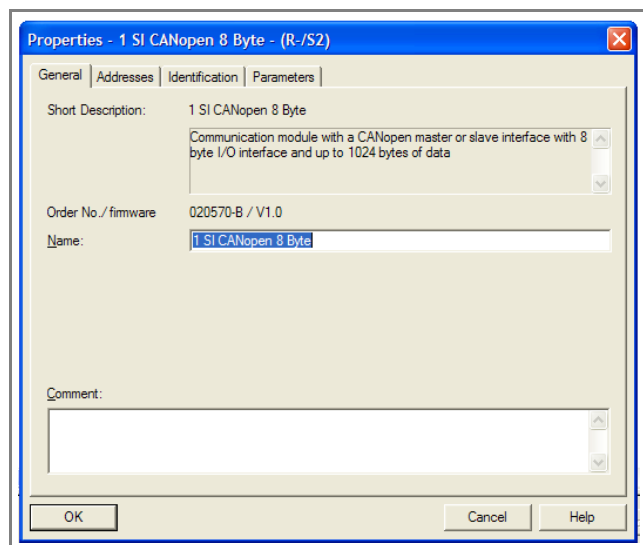 Properties - 1 SI CANopen 8 Byte - (R-/S2)
General Addresses Identification Parameters
Short Description: 1 SI CANopen 8 Byte
Communication module with a CANopen master or slave interface with 8
byte I/O interface and up to 1024 bytes of data
Order No./ firmware 020570-B / V1.0
Name: 1 SI CANopen 8 Byte
Comment:
OK Cancel Help